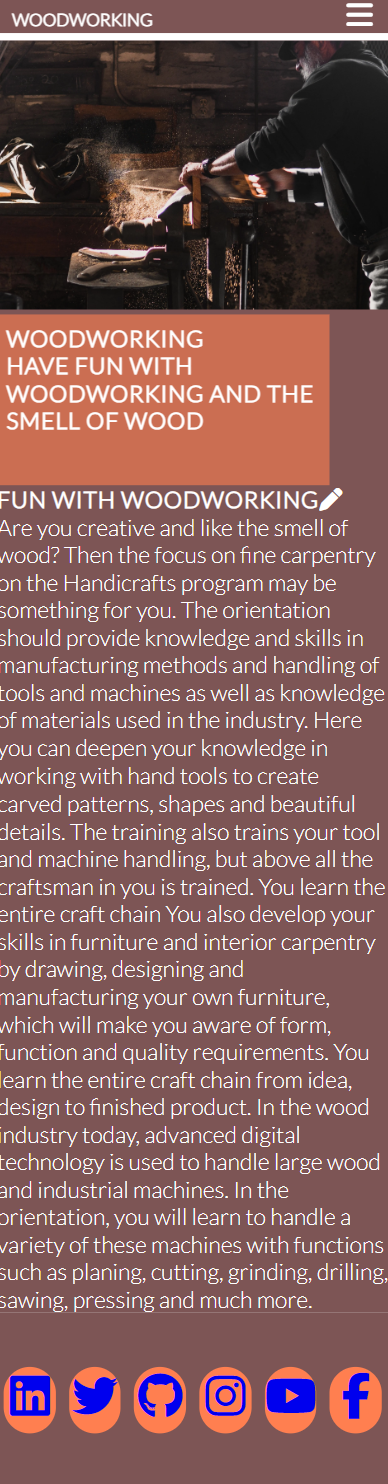 WOODWORKING
WOODWORKING
HAVE FUN WITH
WOODWORKING AND THE
SMELL OF WOOD
FUN WITH WOODWORKING
Are you creative and like the smell of
wood? Then the focus on fine carpentry
on the Handicrafts program may be
something for you. The orientation
should provide knowledge and skills in
manufacturing methods and handling of
tools and machines as well as knowledge
of materials used in the industry. Here
you can deepen your knowledge in
working with hand tools to create
carved patterns, shapes and beautiful
details. The training also trains your tool
and machine handling, but above all the
craftsman in you is trained. You learn the
entire craft chain You also develop your
skills in furniture and interior carpentry
by drawing, designing and
manufacturing your own furniture,
which will make you aware of form,
function and quality requirements. You
learn the entire craft chain from idea,
design to finished product. In the wood
industry today, advanced digital
technology is used to handle large wood
and industrial machines. In the
orientation, you will learn to handle a
variety of these machines with functions
such as planing, cutting, grinding, drilling,
sawing, pressing and much more.